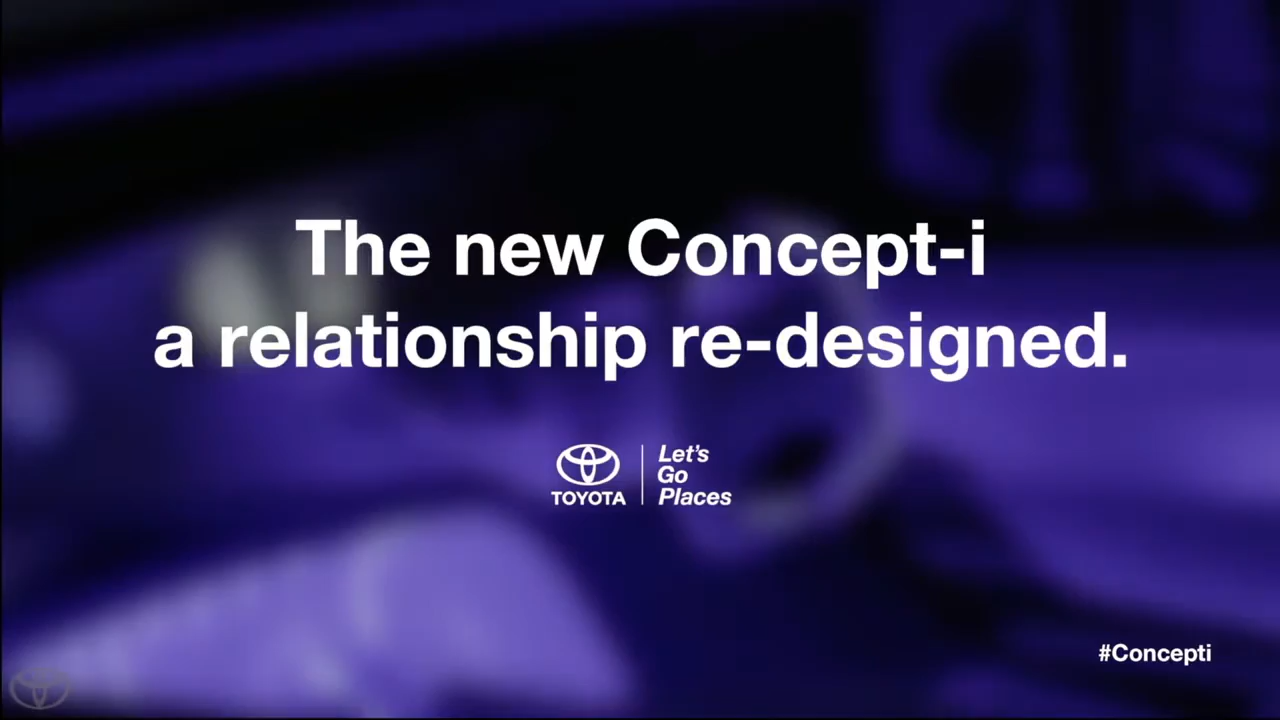 The new Concept-i
a relationship re-designed.
TOYOTA
Let's
Go
Places
#Concepti